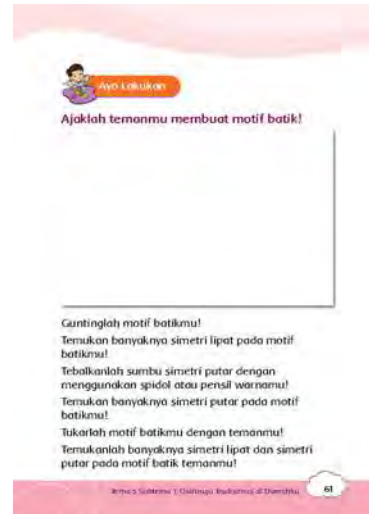 Ayo Lakukan
Ajaklah temanmu membuat motif batik!
Guntinglah motif batikmu!
Temukan banyaknya simetri lipat pada motif
batikmu!
Tebalkanlah sumbu simetri putar dengan
menggunakan spidol atau pensil warnamu!
Temukan banyaknya simetri putar pada motif
batikmu!
Tukarlah motif batikmu dengan temanmu!
Temukanlah banyaknya simetri lipat dan simetri
putar pada motif batik temanmu!
Subtema 1
61